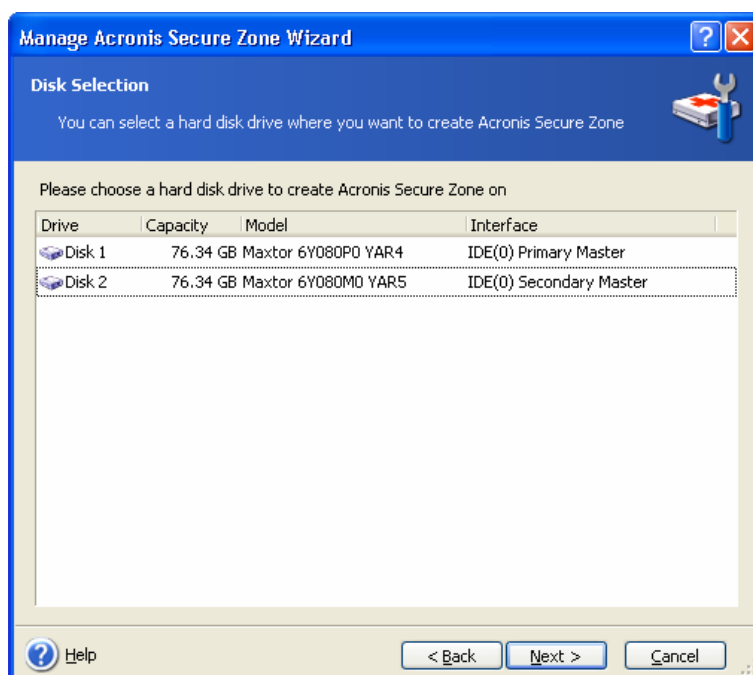 Manage Acronis Secure Zone Wizard
Disk Selection
You can select a hard disk drive where you want to create Acronis Secure Zone
Please choose a hard disk drive to create Acronis Secure Zone on
Drive Capacity Model Interface
Disk 1 76.34 GB Maxtor 6Y080P0 YAR4 IDE(0) Primary Master
Disk 2 76.34 GB Maxtor 6Y080M0 YAR5 IDE(0) Secondary Master
Help < Back Next > Cancel